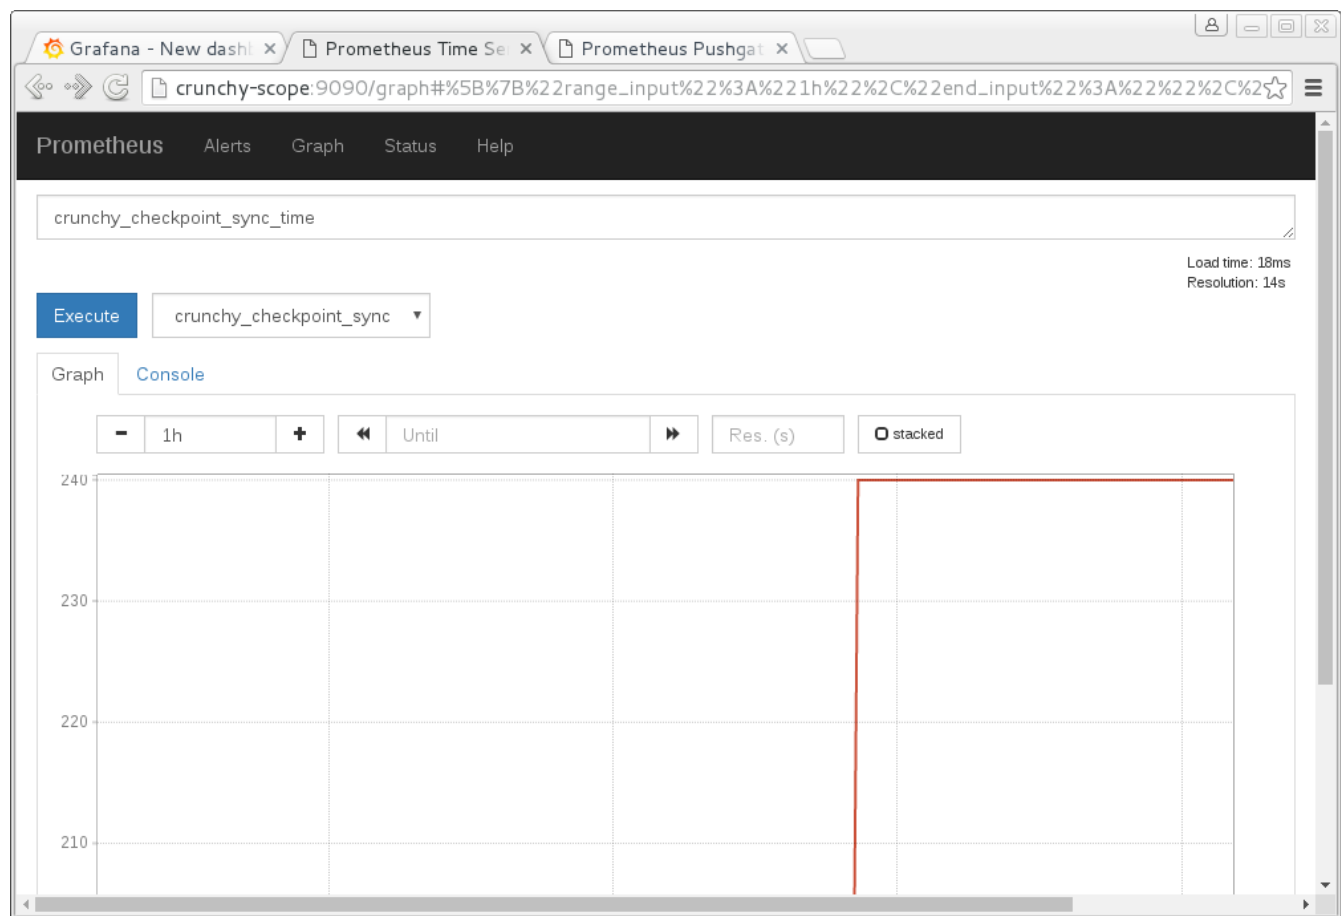 Grafana - New dash
Prometheus Time Se
Prometheus Pushgat
crunchy-scope:9090/graph#%5B%7B%22range_input%22%3A%221h%22%2C%22end_input%22%3A%22%22%2C%2
Prometheus Alerts Graph Status Help
crunchy_checkpoint_sync_time
Load time: 18ms
Resolution: 14s
Execute crunchy_checkpoint_sync
Graph Console
1h Until Res. (s) stacked
240
230
220
210